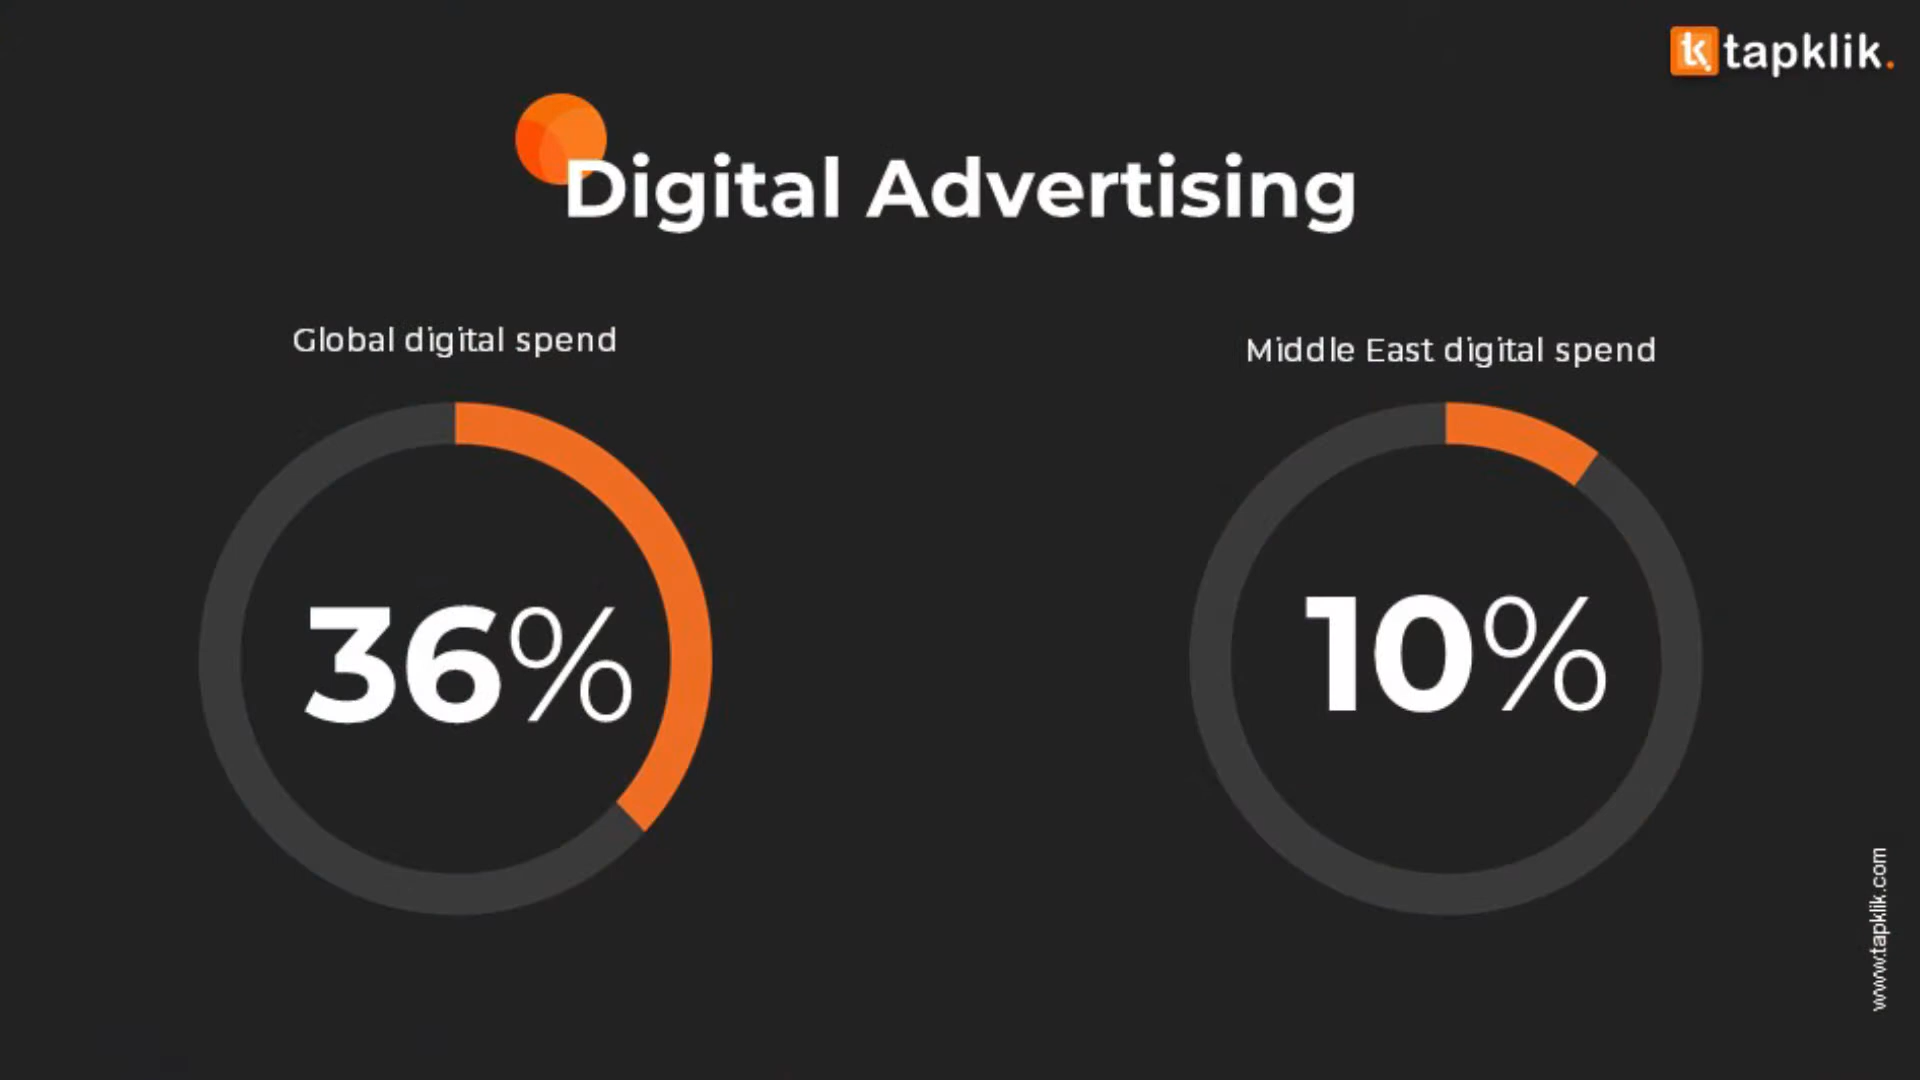 tapklik.
Digital Advertising
Global digital spend
Middle East digital spend
36%
10%
www.tapklik.com